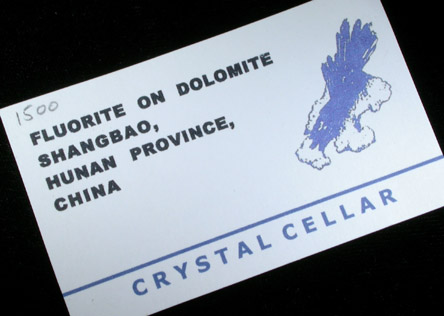 1500
FLUORITE ON DOLOMITE
SHANGBAO,
HUNAN PROVINCE,
CHINA
CRYSTAL CELLAR